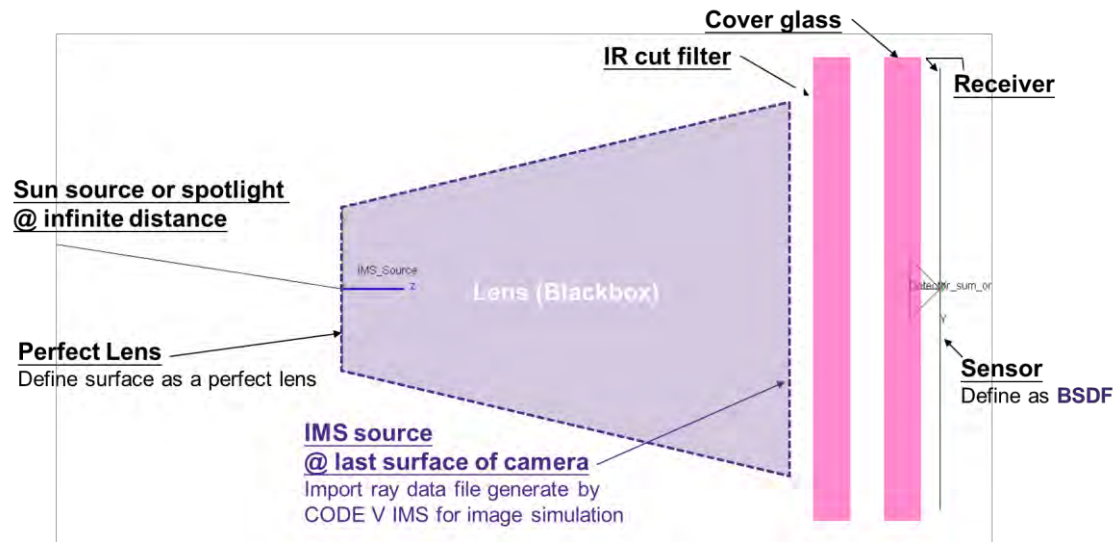 Cover glass
IR cut filter
Receiver
Sun source or spotlight
@ infinite distance
IMS_Source
Z
Lens (Blackbox)
Detector_sum_or
Y
Perfect Lens
Define surface as a perfect lens
Sensor
Define as BSDF
IMS source
@ last surface of camera
Import ray data file generate by
CODE V IMS for image simulation